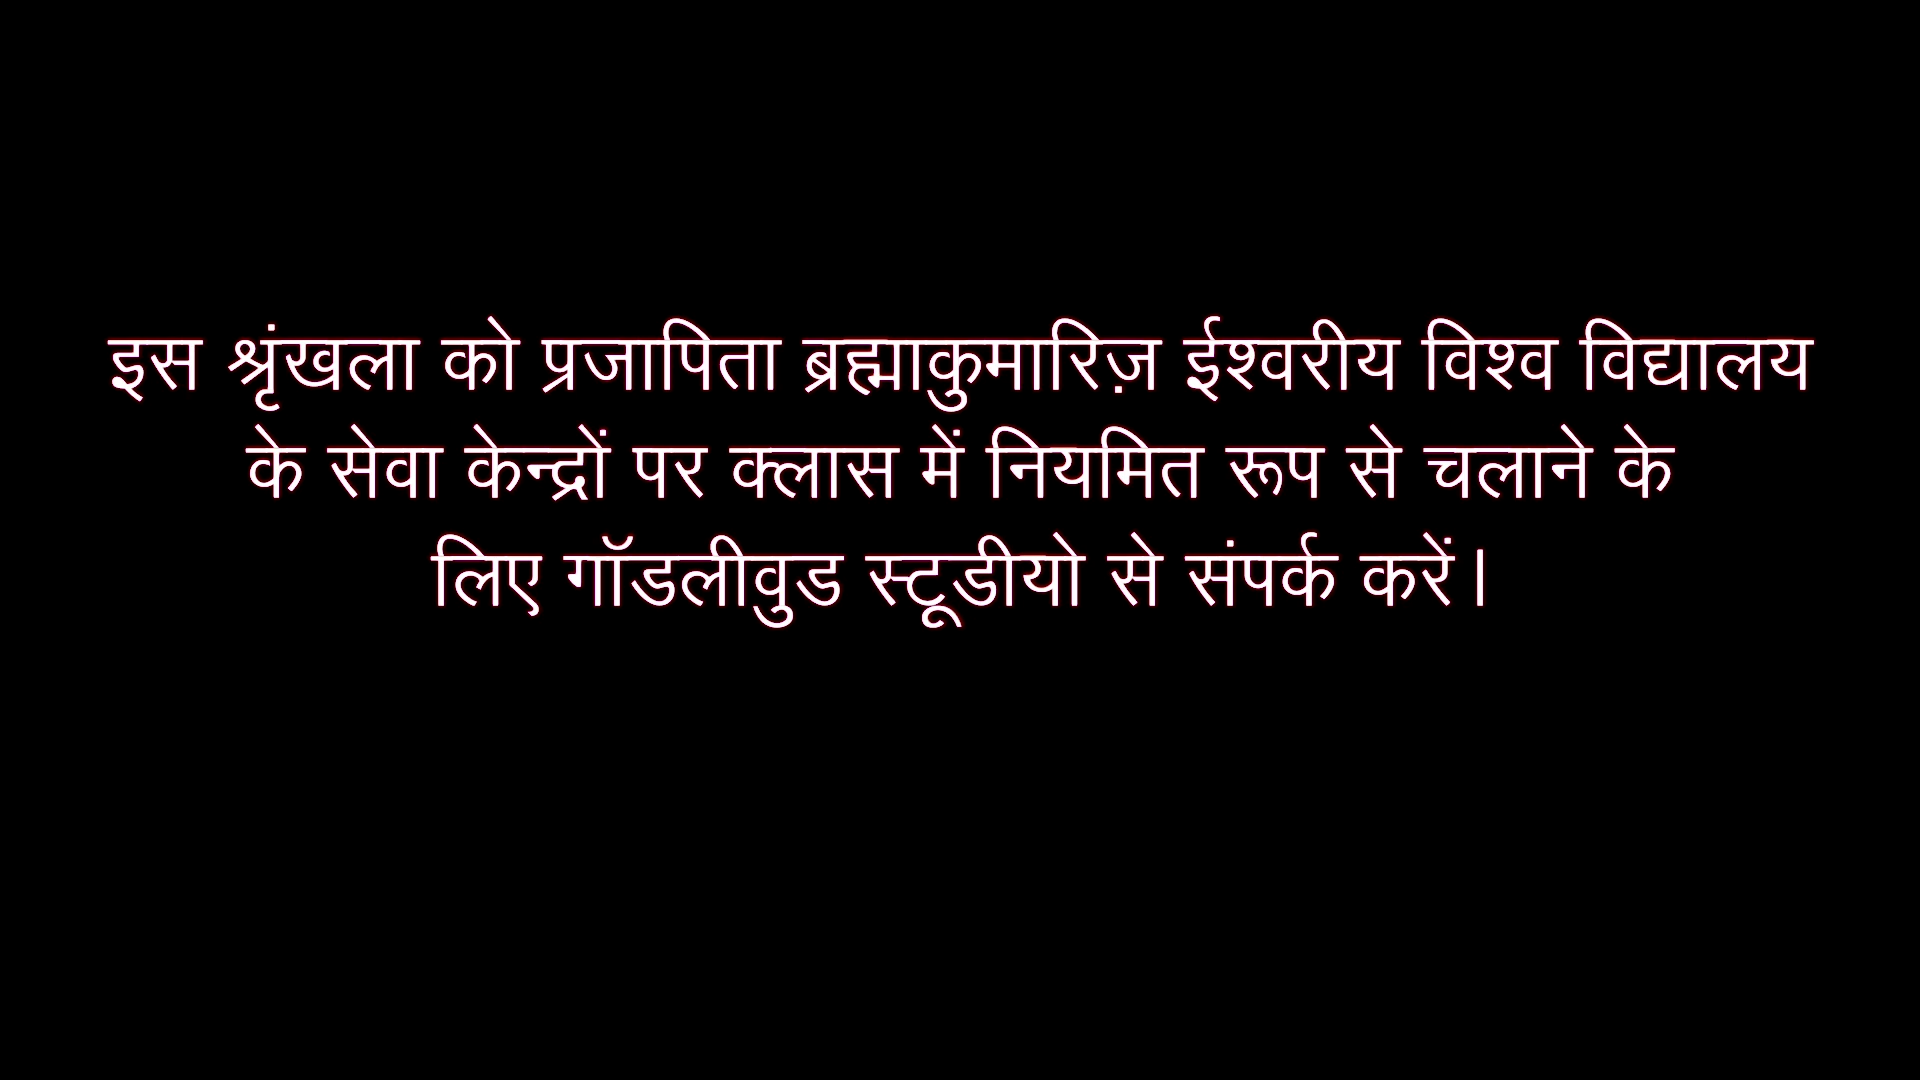 इस श्रृंखला को प्रजापिता ब्रह्माकुमारिज़ ईश्वरीय विश्व विद्यालय
के सेवा केन्द्रों पर क्लास में नियमित रूप से चलाने के
लिए गॉडलीवुड स्टूडीयो से संपर्क करें।